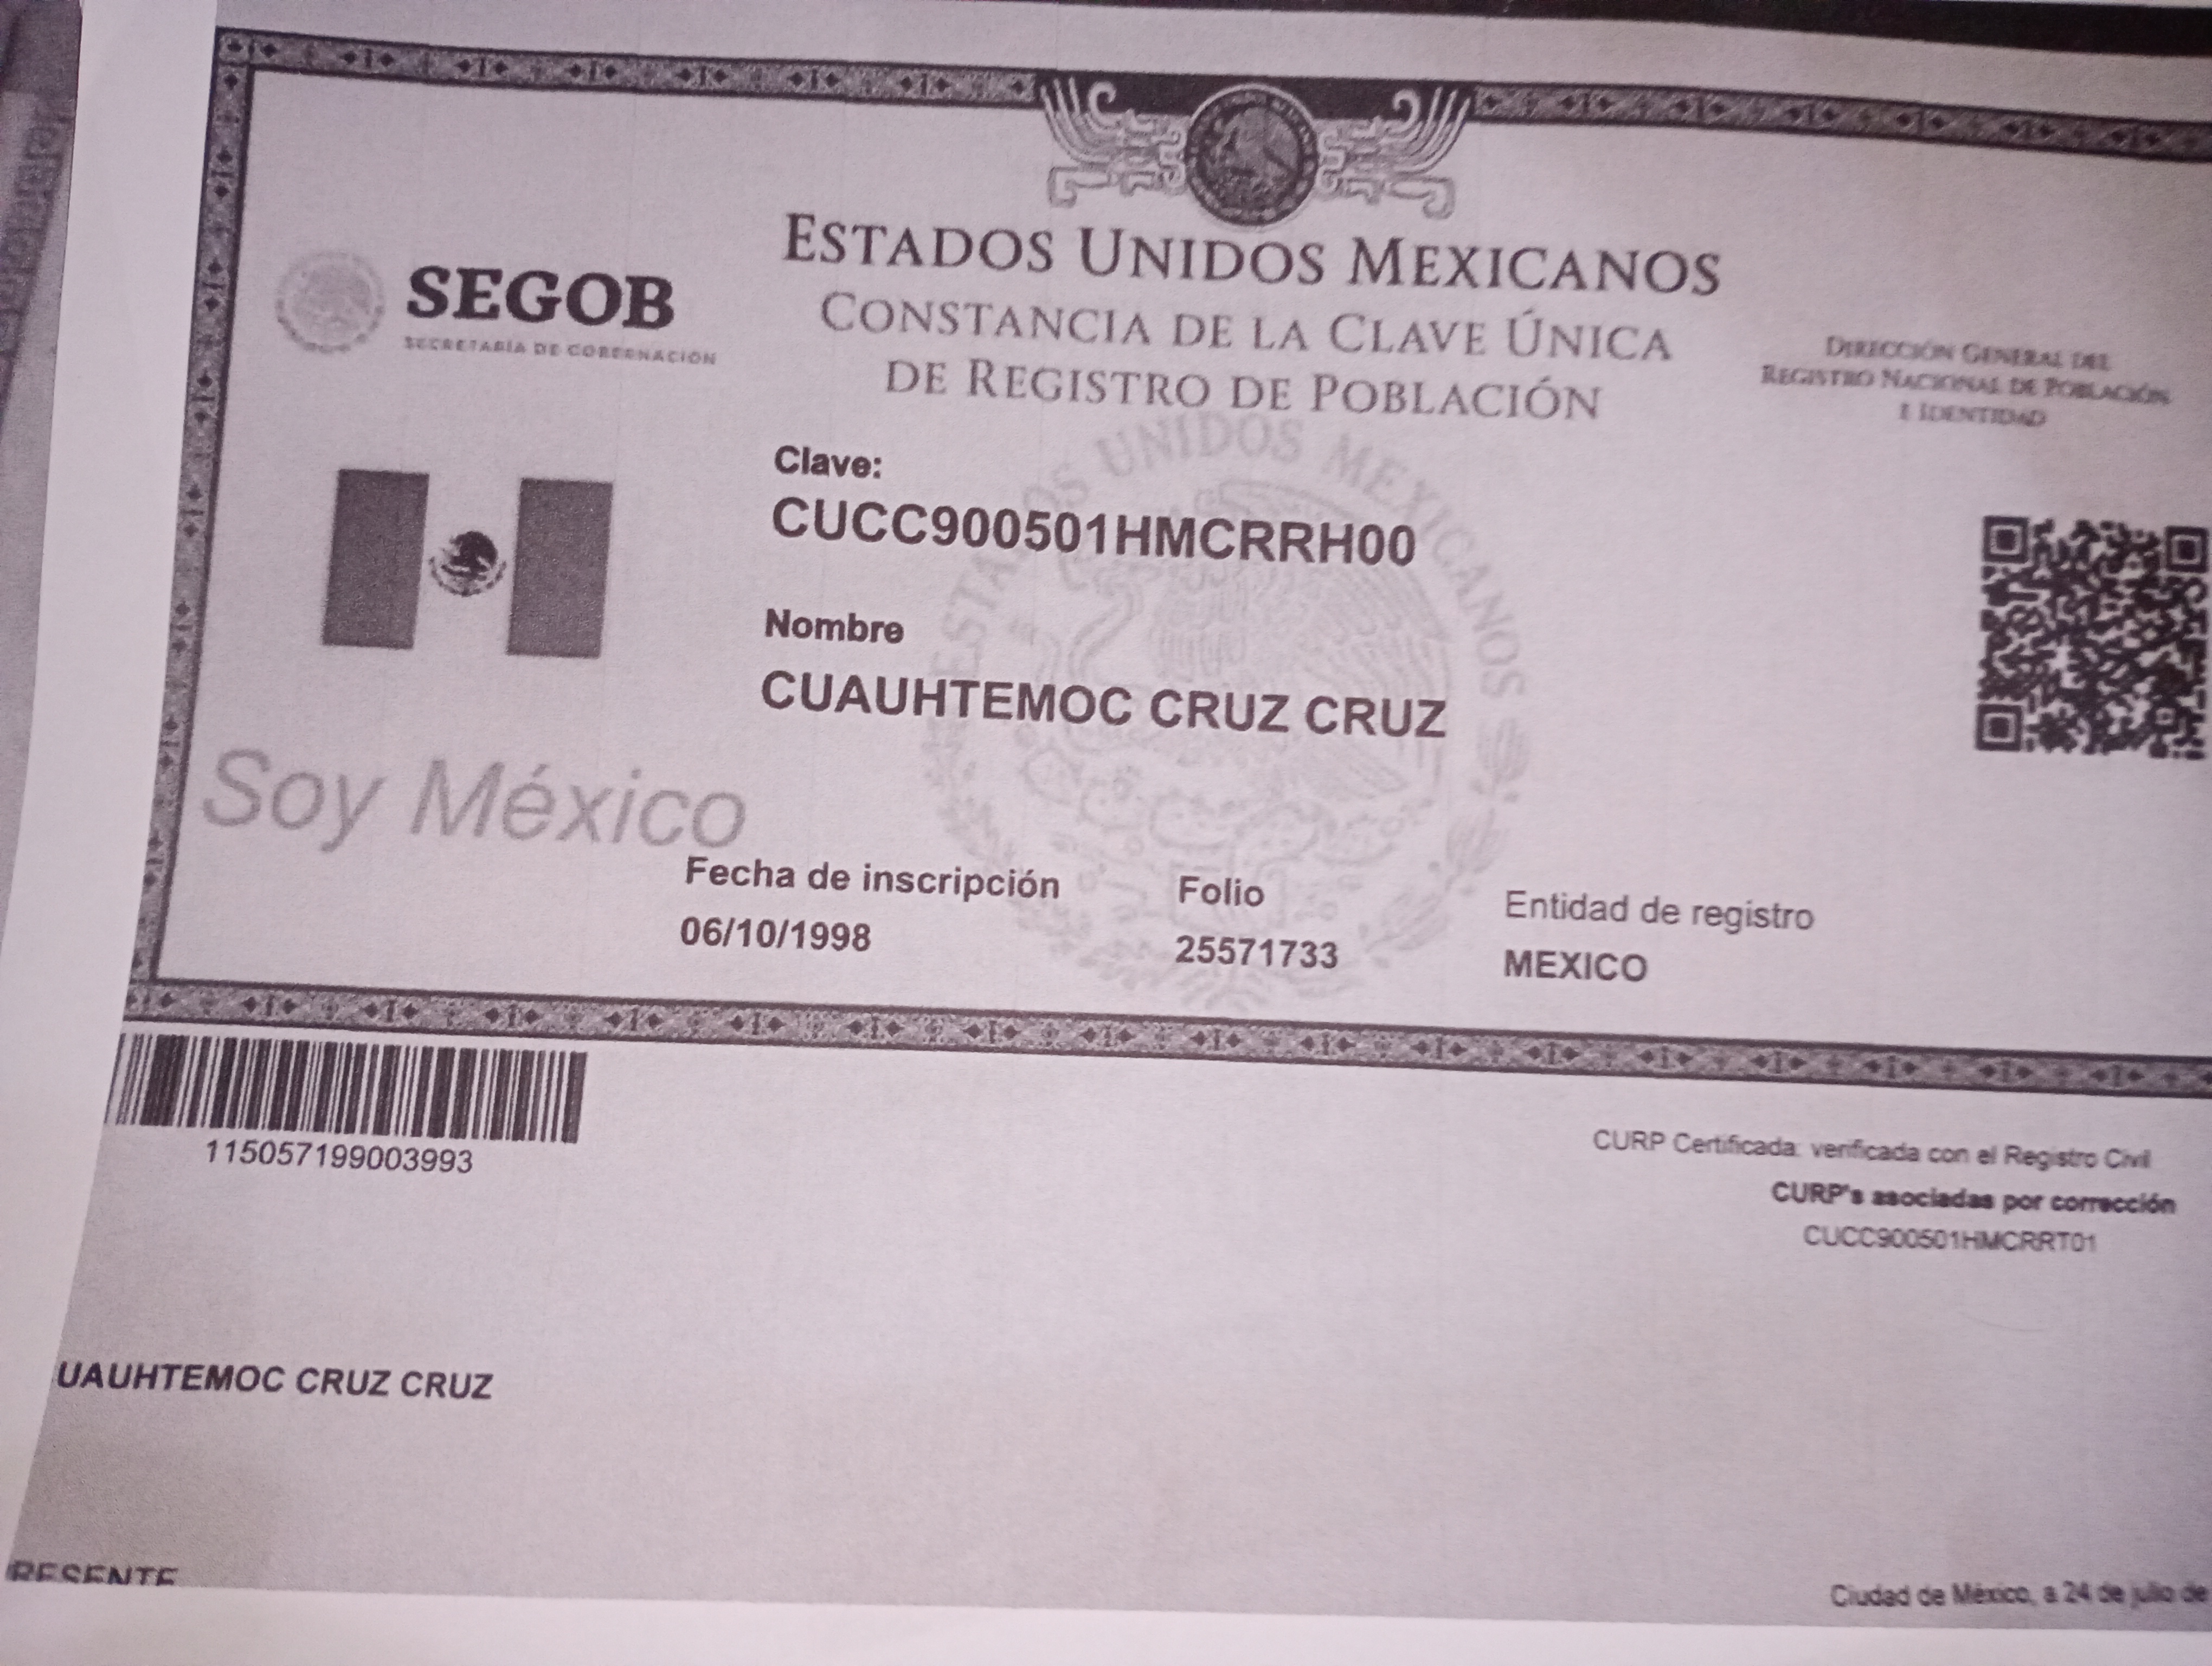 ESTADOS UNIDOS MEXICANOS
CONSTANCIA DE LA CLAVE ÚNICA
DE REGISTRO DE POBLACIÓN
SEGOB
SECRETARÍA DE GOBERNACIÓN
DIRECCIÓN GENERAL DEL
REGISTRO NACIONAL DE POBLACIÓN
E IDENTIDAD
ESTADOS UNIDOS MEXICANOS
Clave:
CUCC900501HMCRRH00
Nombre
CUAUHTEMOC CRUZ CRUZ
Soy México
Fecha de inscripción
06/10/1998
Folio
25571733
Entidad de registro
MEXICO
115057199003993
CURP Certificada: verificada con el Registro Civil
CURP's asociadas por corrección
CUCC900501HMCRRT01
UAUHTEMOC CRUZ CRUZ
RESENTE
Ciudad de México, a 24 de julio de